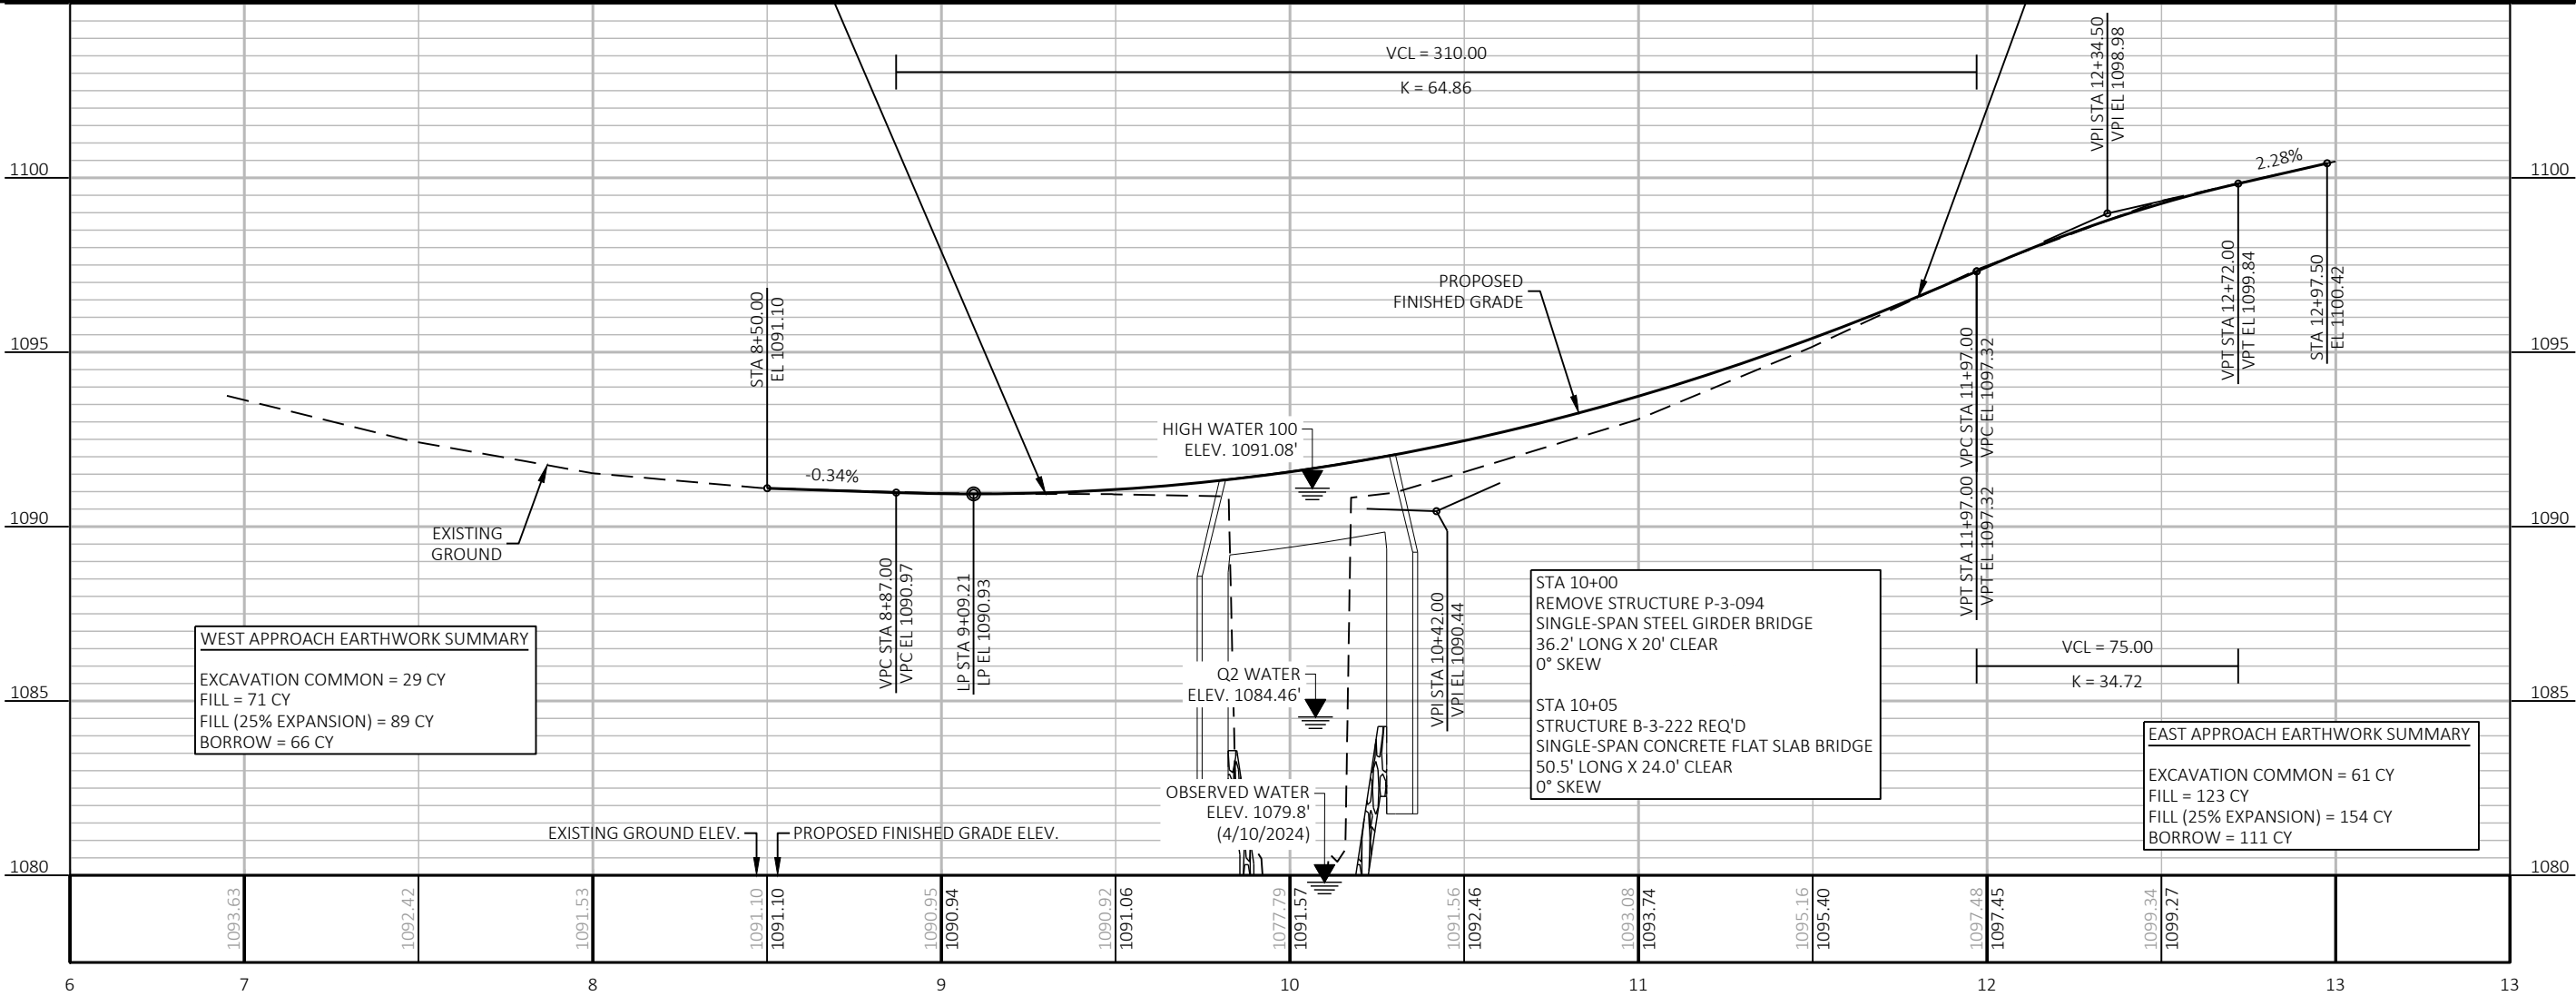 VCL = 310.00
K = 64.86
VPI STA 12+34.50
VPI EL 1098.98
2.28%
1100
1100
PROPOSED
FINISHED GRADE
STA 8+50.00
EL 1091.10
VPT STA 12+72.00
VPT EL 1099.84
STA 12+97.50
EL 1100.42
1095
1095
HIGH WATER 100
ELEV. 1091.08'
-0.34%
VPT STA 11+97.00 VPC STA 11+97.00
VPT EL 1097.32 VPC EL 1097.32
1090
1090
EXISTING
GROUND
VPC STA 8+87.00
VPC EL 1090.97
LP STA 9+09.21
LP EL 1090.93
VPI STA 10+42.00
VPI EL 1090.44
STA 10+00
REMOVE STRUCTURE P-3-094
SINGLE-SPAN STEEL GIRDER BRIDGE
36.2' LONG X 20' CLEAR
0° SKEW
STA 10+05
STRUCTURE B-3-222 REQ'D
SINGLE-SPAN CONCRETE FLAT SLAB BRIDGE
50.5' LONG X 24.0' CLEAR
0° SKEW
WEST APPROACH EARTHWORK SUMMARY
EXCAVATION COMMON = 29 CY
FILL = 71 CY
FILL (25% EXPANSION) = 89 CY
BORROW = 66 CY
VCL = 75.00
K = 34.72
Q2 WATER
ELEV. 1084.46'
1085
1085
EAST APPROACH EARTHWORK SUMMARY
EXCAVATION COMMON = 61 CY
FILL = 123 CY
FILL (25% EXPANSION) = 154 CY
BORROW = 111 CY
OBSERVED WATER
ELEV. 1079.8'
(4/10/2024)
EXISTING GROUND ELEV.
PROPOSED FINISHED GRADE ELEV.
1080
1080
1093.63
1092.42
1091.53
1091.10
1091.10
1090.95
1090.94
1090.92
1091.06
1077.79
1091.57
1091.56
1092.46
1093.08
1093.74
1095.16
1095.40
1097.48
1097.45
1099.34
1099.27
6
7
8
9
10
11
12
13
13